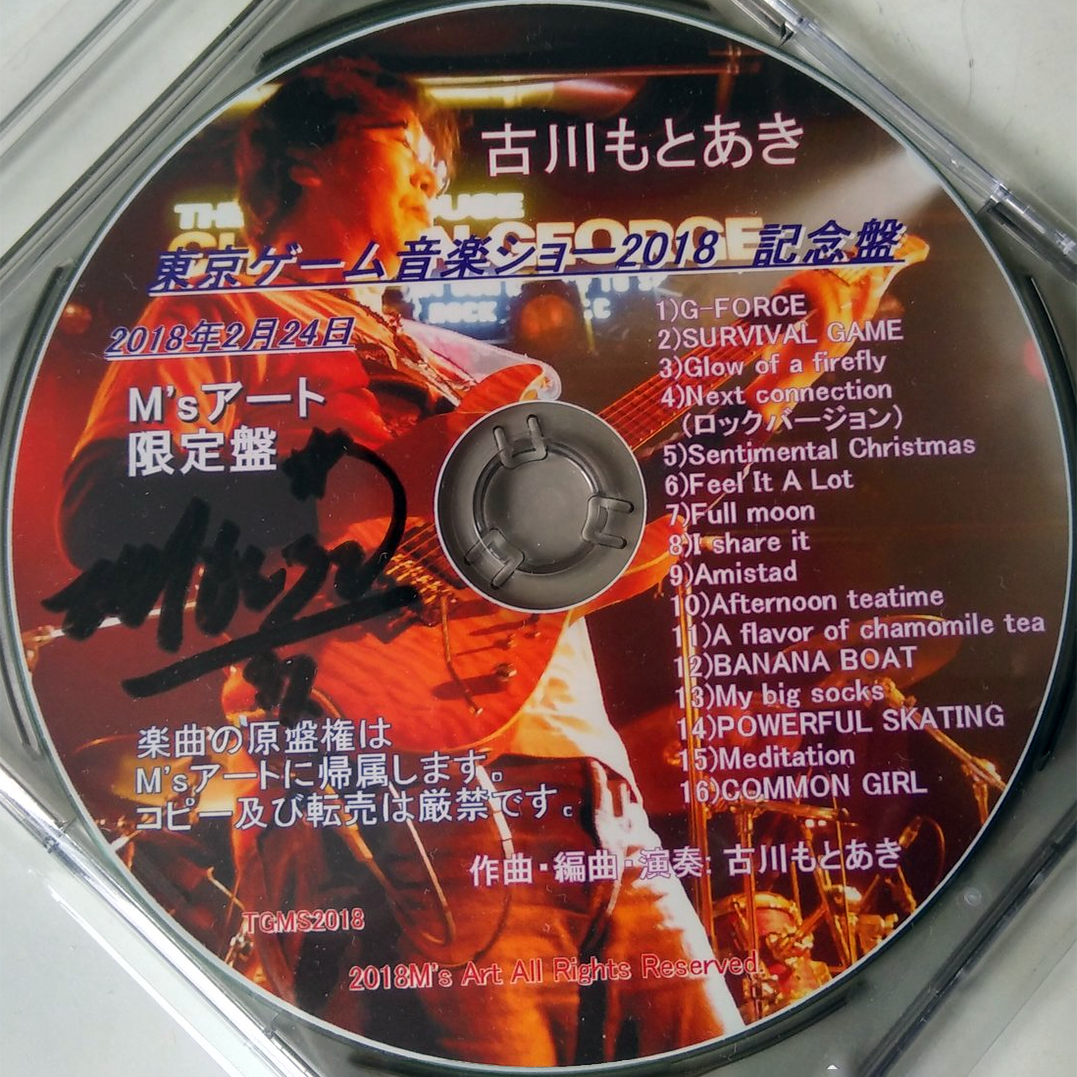 古川もとあき
東京ゲーム音楽ショー2018 記念盤
2018年2月24日
M'sアート
限定盤
1)G-FORCE
2)SURVIVAL GAME
3)Glow of a firefly
4)Next connection
(ロックバージョン)
5)Sentimental Christmas
6)Feel It A Lot
7)Full moon
8)I share it
9)Amistad
10)Afternoon teatime
11)A flavor of chamomile tea
12)BANANA BOAT
13)My big socks
14)POWERFUL SKATING
15)Meditation
16)COMMON GIRL
楽曲の原盤権は
M'sアートに帰属します。
コピー及び転売は厳禁です。
作曲・編曲・演奏: 古川もとあき
TGMS2018
2018M's Art All Rights Reserved.